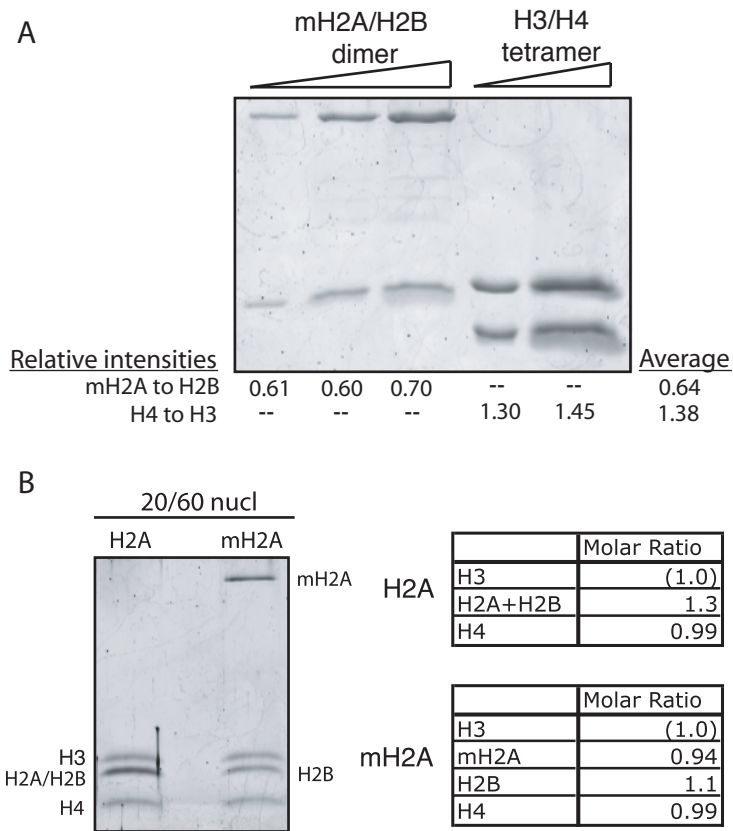 A
mH2A/H2B
dimer
H3/H4
tetramer
Relative intensities
Average
mH2A to H2B 0.61 0.60 0.70 -- -- 0.64
H4 to H3 -- -- -- 1.30 1.45 1.38
B
20/60 nucl
H2A mH2A
mH2A
H3
H2A/H2B
H2B
H4
H2A
Molar Ratio
H3 (1.0)
H2A+H2B 1.3
H4 0.99
mH2A
Molar Ratio
H3 (1.0)
mH2A 0.94
H2B 1.1
H4 0.99